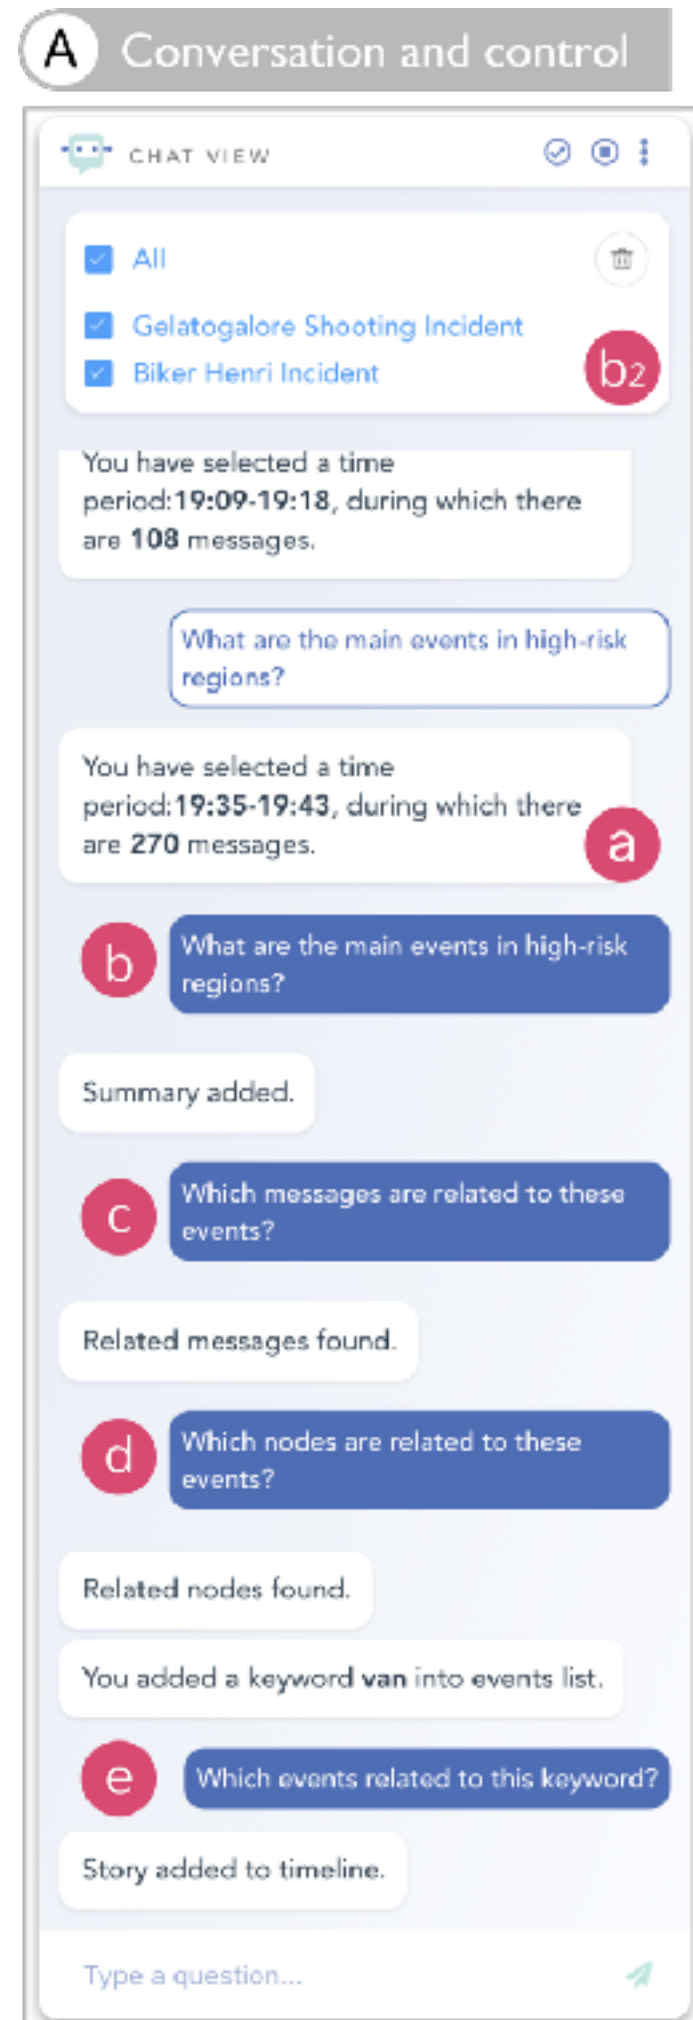 A Conversation and control
CHAT VIEW
All
Gelatogalore Shooting Incident
Biker Henri Incident
b2
You have selected a time
period:19:09-19:18, during which there
are 108 messages.
What are the main events in high-risk
regions?
You have selected a time
period:19:35-19:43, during which there
are 270 messages.
a
b
What are the main events in high-risk
regions?
Summary added.
c
Which messages are related to these
events?
Related messages found.
d
Which nodes are related to these
events?
Related nodes found.
You added a keyword van into events list.
e
Which events related to this keyword?
Story added to timeline.
Type a question...